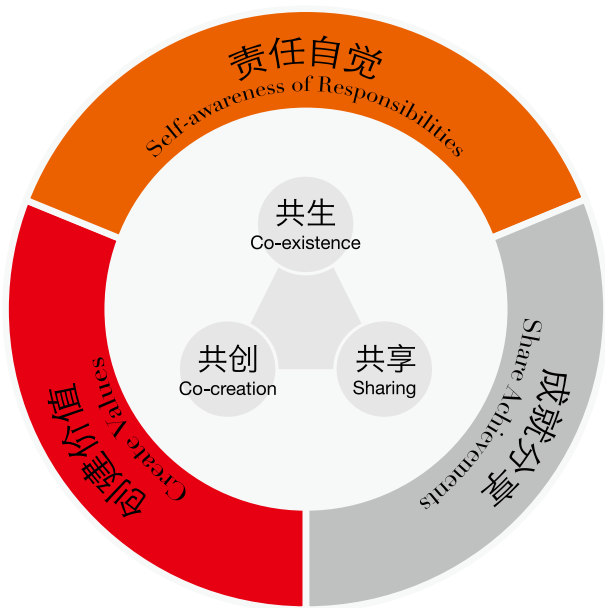 责任自觉
Self-awareness of Responsibilities
共生
Co-existence
共创
Co-creation
共享
Sharing
创建价值
Create Values
成就分享
Share Achievements